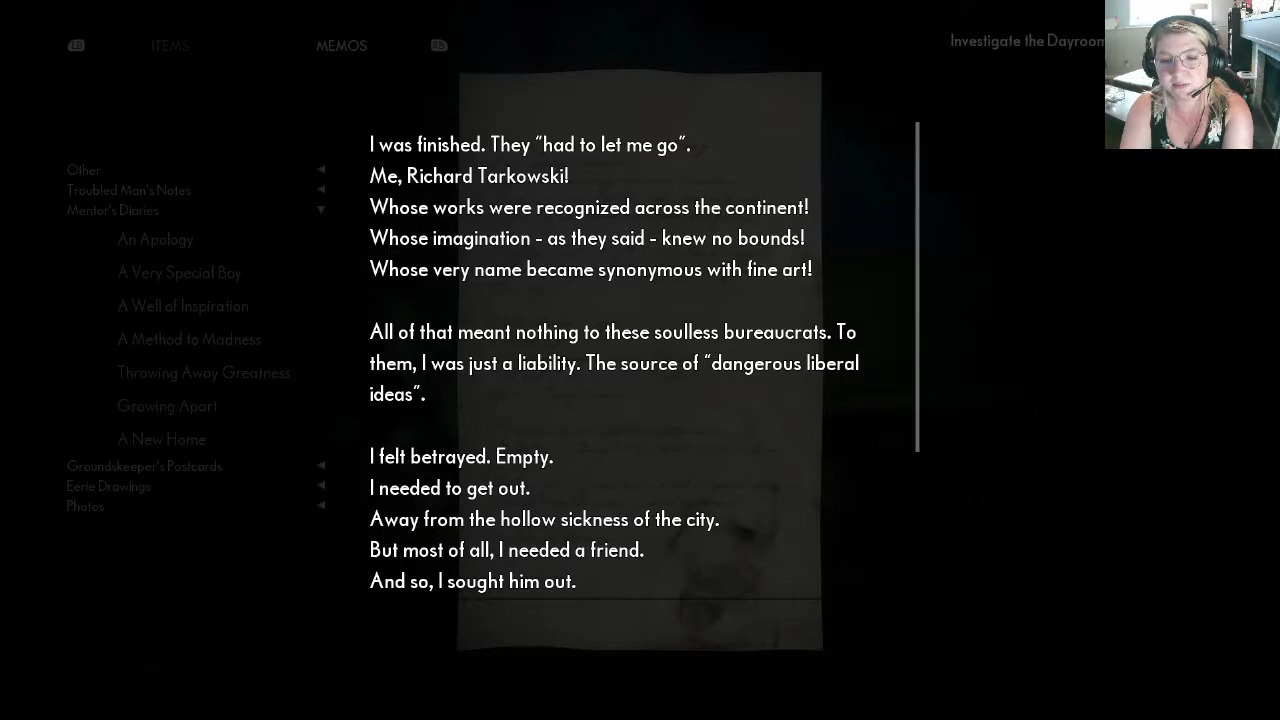 LB
ITEMS
MEMOS
RB
Investigate the Dayroom
Other
Troubled Man's Notes
Mentor's Diaries
An Apology
A Very Special Boy
A Well of Inspiration
A Method to Madness
Throwing Away Greatness
Growing Apart
A New Home
Groundskeeper's Postcards
Eerie Drawings
Photos
I was finished. They “had to let me go”.
Me, Richard Tarkowski!
Whose works were recognized across the continent!
Whose imagination - as they said - knew no bounds!
Whose very name became synonymous with fine art!
All of that meant nothing to these soulless bureaucrats. To
them, I was just a liability. The source of “dangerous liberal
ideas”.
I felt betrayed. Empty.
I needed to get out.
Away from the hollow sickness of the city.
But most of all, I needed a friend.
And so, I sought him out.